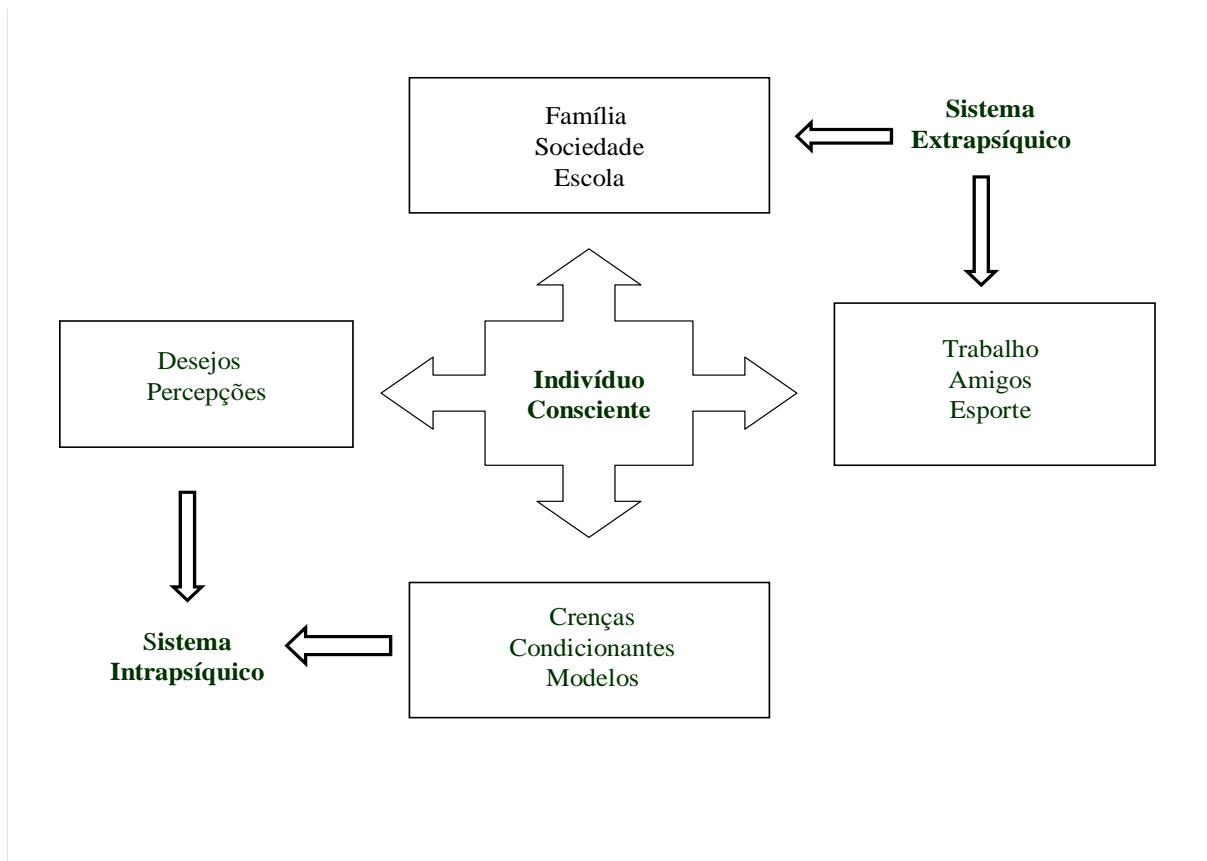 Família
Sociedade
Escola
Sistema
Extrapsíquico
Desejos
Percepções
Indivíduo
Consciente
Trabalho
Amigos
Esporte
Sistema
Intrapsíquico
Crenças
Condicionantes
Modelos